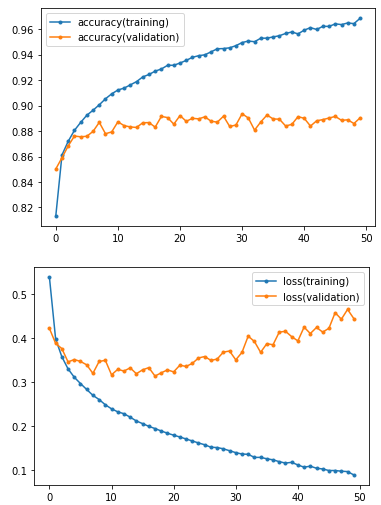 accuracy(training)
accuracy(validation)
0.96
0.94
0.92
0.90
0.88
0.86
0.84
0.82
0 10 20 30 40 50
loss(training)
loss(validation)
0.5
0.4
0.3
0.2
0.1
0 10 20 30 40 50